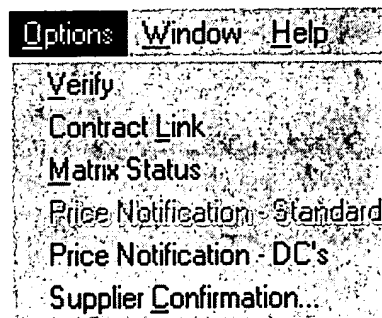 Options Window Help
Verify
Contract Link
Matrix Status
Price Notification - Standard
Price Notification - DC's
Supplier Confirmation...